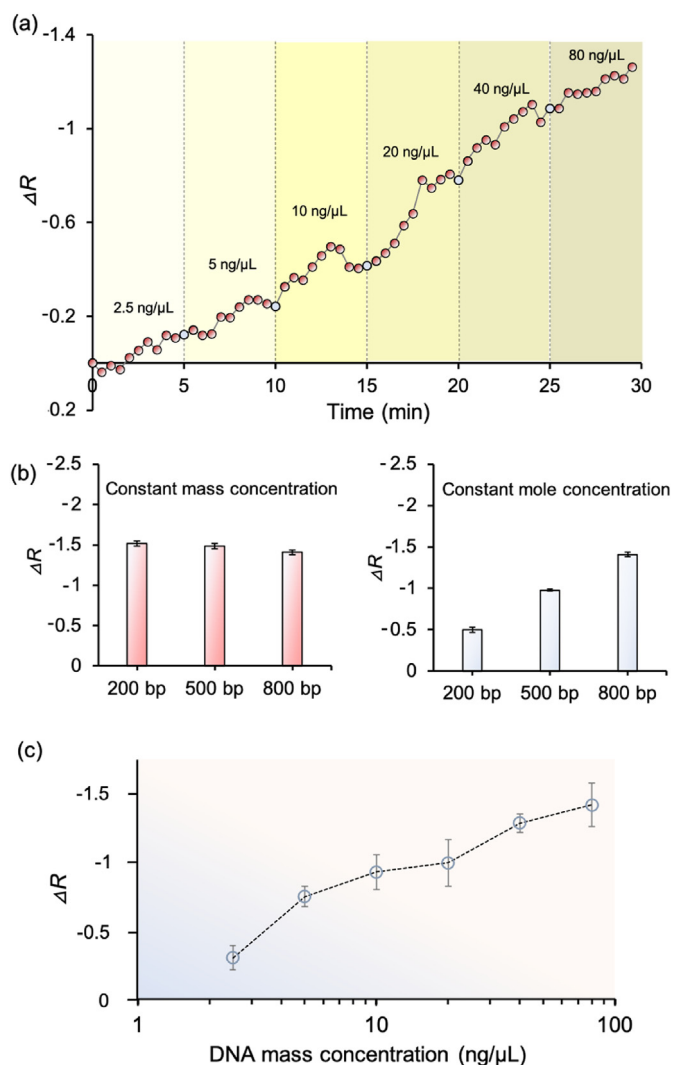 (a)
-1.4
-1
-0.6
-0.2
0.2
ΔR
2.5 ng/μL
5 ng/μL
10 ng/μL
20 ng/μL
40 ng/μL
80 ng/μL
0 5 10 15 20 25 30
Time (min)
(b)
-2.5
-2
-1.5
-1
-0.5
0
ΔR
Constant mass concentration
200 bp 500 bp 800 bp
-2.5
-2
-1.5
-1
-0.5
0
ΔR
Constant mole concentration
200 bp 500 bp 800 bp
(c)
-1.5
-1
-0.5
0
ΔR
1 10 100
DNA mass concentration (ng/μL)